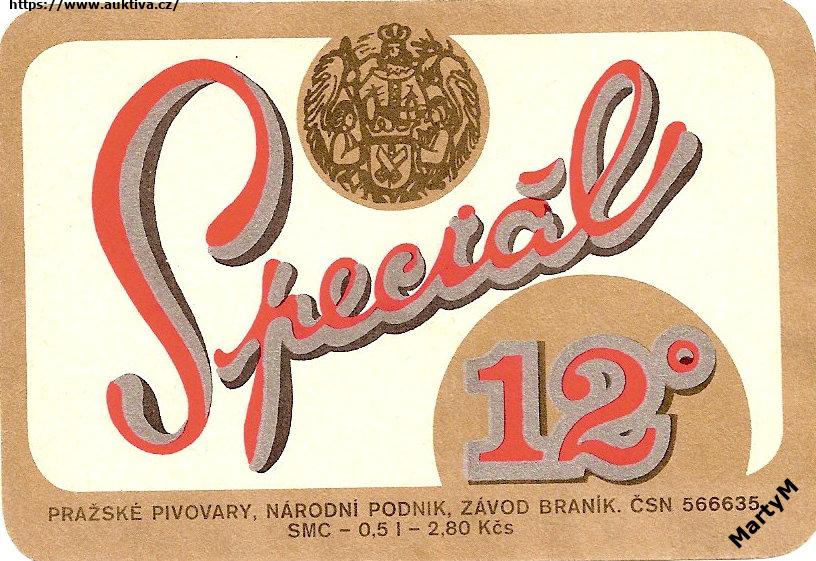 https://www.auktiva.cz/
Speciál
12°
PRAŽSKÉ PIVOVARY, NÁRODNÍ PODNIK, ZÁVOD BRANÍK. ČSN 566635,
SMC – 0,5 l – 2,80 Kčs
MartyM